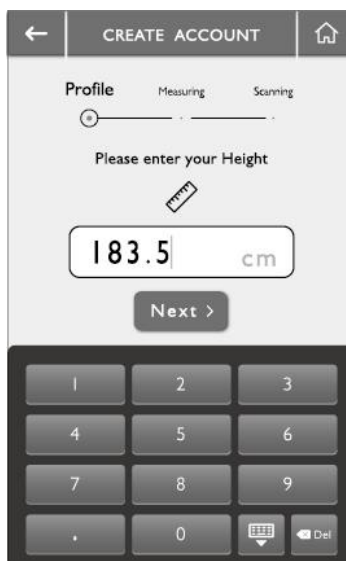 CREATE ACCOUNT
Profile Measuring Scanning
Please enter your Height
183.5 cm
Next >
1 2 3
4 5 6
7 8 9
. 0 Del